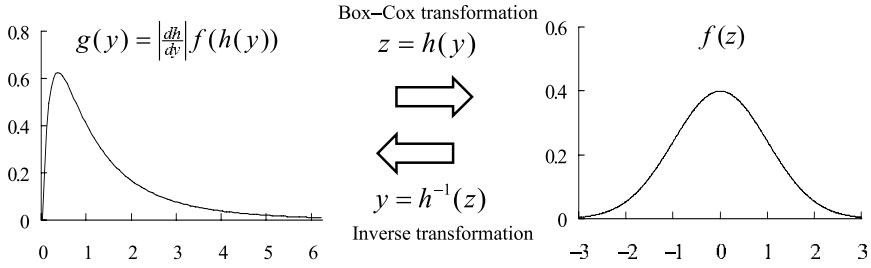 Box–Cox transformation
g(y) = |dh/dy| f(h(y))
z = h(y)
f(z)
0.8
0.6
0.4
0.2
0
0 1 2 3 4 5 6
y = h⁻¹(z)
Inverse transformation
0.6
0.4
0.2
0
−3 −2 −1 0 1 2 3